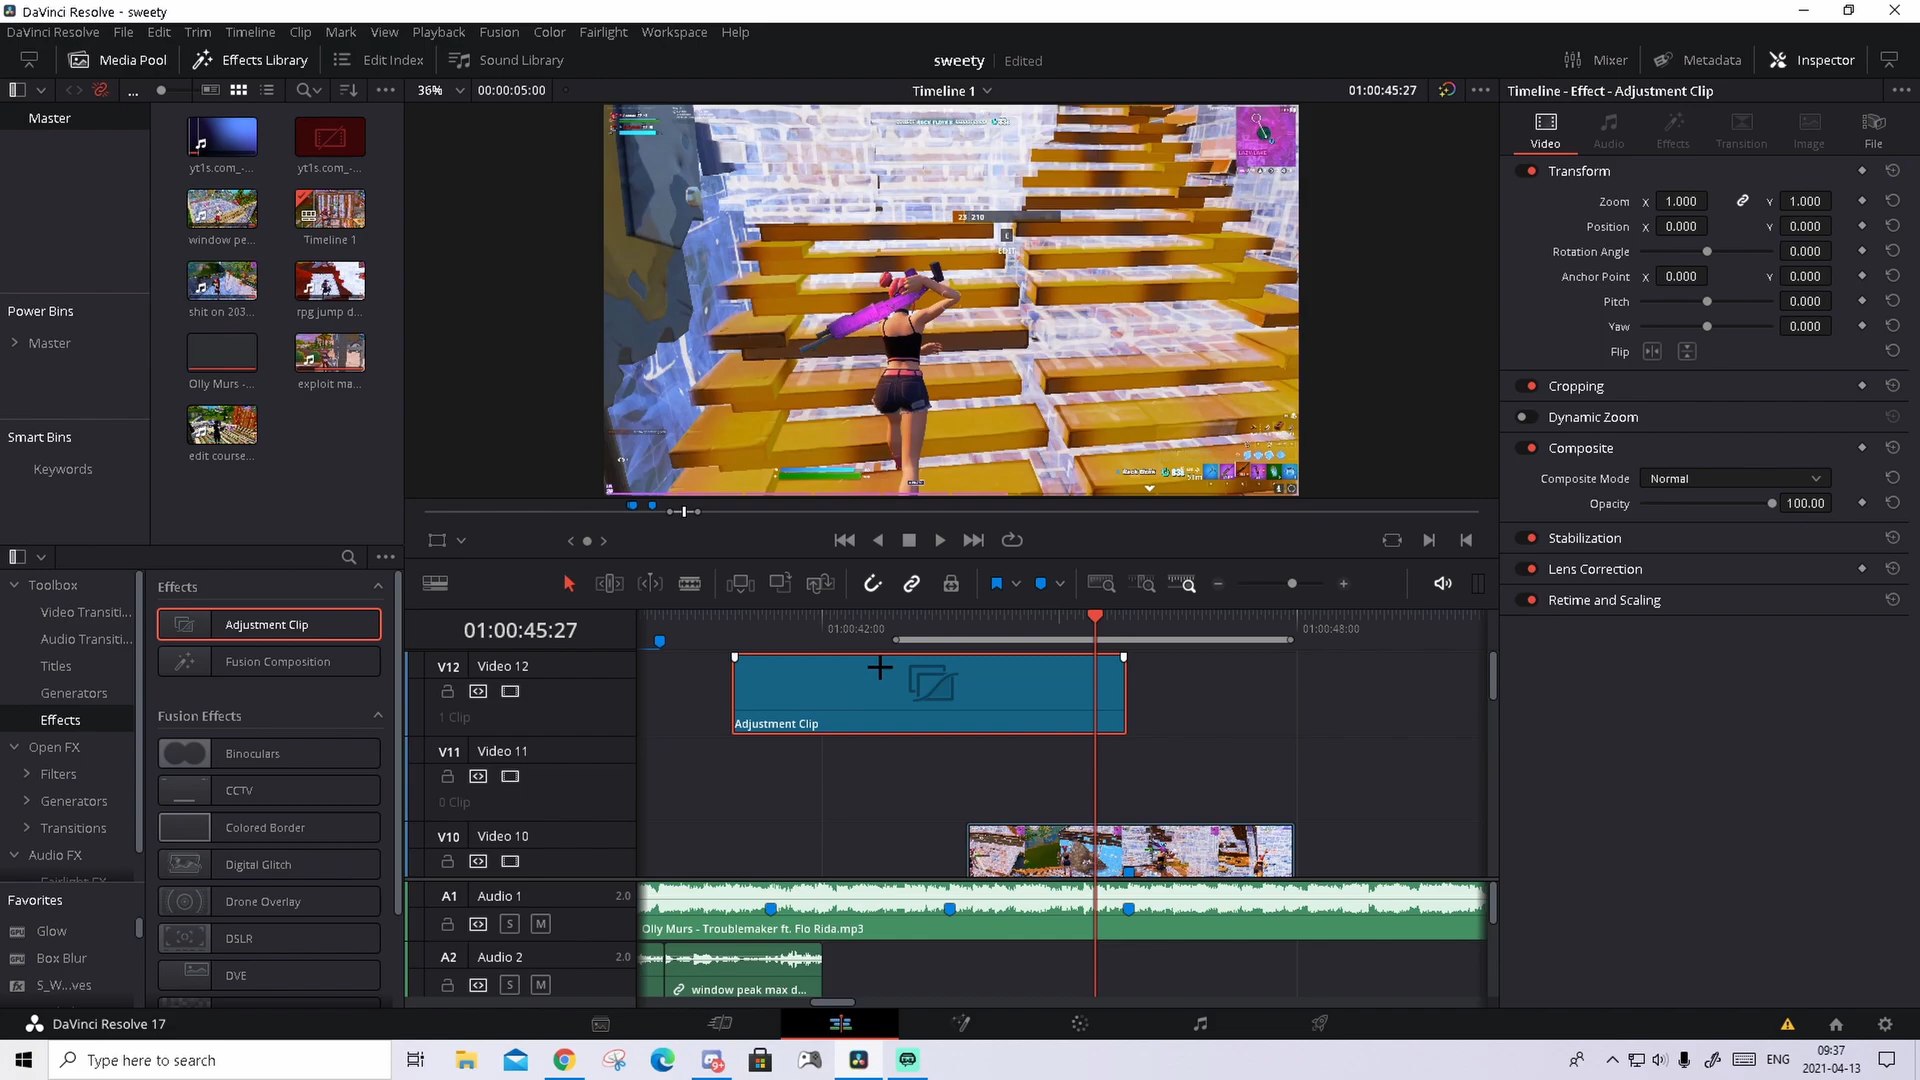 DaVinci Resolve - sweety
DaVinci Resolve File Edit Trim Timeline Clip Mark View Playback Fusion Color Fairlight Workspace Help
Media Pool Effects Library Edit Index Sound Library sweety Edited Mixer Metadata Inspector
... 36% 00:00:05:00 Timeline 1 01:00:45:27 Timeline - Effect - Adjustment Clip
Master
Video Audio Effects Transition Image File
yt1s.com_-... yt1s.com_-...
window pe... Timeline 1
shit on 203... rpg jump d...
Olly Murs -... exploit ma...
edit course...
Power Bins
Master
Smart Bins
Keywords
23 210
EDIT
Transform
Zoom X 1.000 Y 1.000
Position X 0.000 Y 0.000
Rotation Angle 0.000
Anchor Point X 0.000 Y 0.000
Pitch 0.000
Yaw 0.000
Flip
Cropping
Dynamic Zoom
Composite
Composite Mode Normal
Opacity 100.00
Stabilization
Lens Correction
Retime and Scaling
Toolbox
Video Transiti...
Audio Transiti...
Titles
Generators
Effects
Open FX
Filters
Generators
Transitions
Audio FX
Fairlight FX
Favorites
Glow
Box Blur
S_W...ves
Effects
Adjustment Clip
Fusion Composition
Fusion Effects
Binoculars
CCTV
Colored Border
Digital Glitch
Drone Overlay
DSLR
DVE
01:00:45:27
01:00:42:00 01:00:48:00
V12 Video 12
1 Clip
Adjustment Clip
V11 Video 11
0 Clip
V10 Video 10
A1 Audio 1 2.0
S M
Olly Murs - Troublemaker ft. Flo Rida.mp3
A2 Audio 2 2.0
S M
window peak max d...
DaVinci Resolve 17
Type here to search
ENG
09:37
2021-04-13